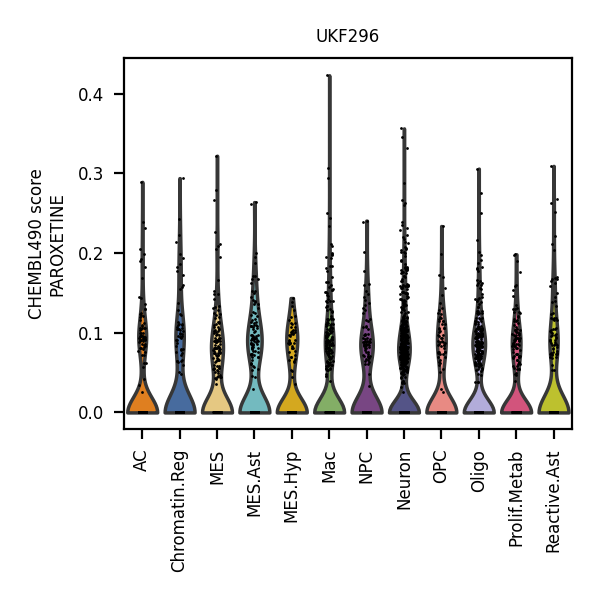 UKF296
CHEMBL490 score
PAROXETINE
0.4
0.3
0.2
0.1
0.0
AC
Chromatin.Reg
MES
MES.Ast
MES.Hyp
Mac
NPC
Neuron
OPC
Oligo
Prolif.Metab
Reactive.Ast